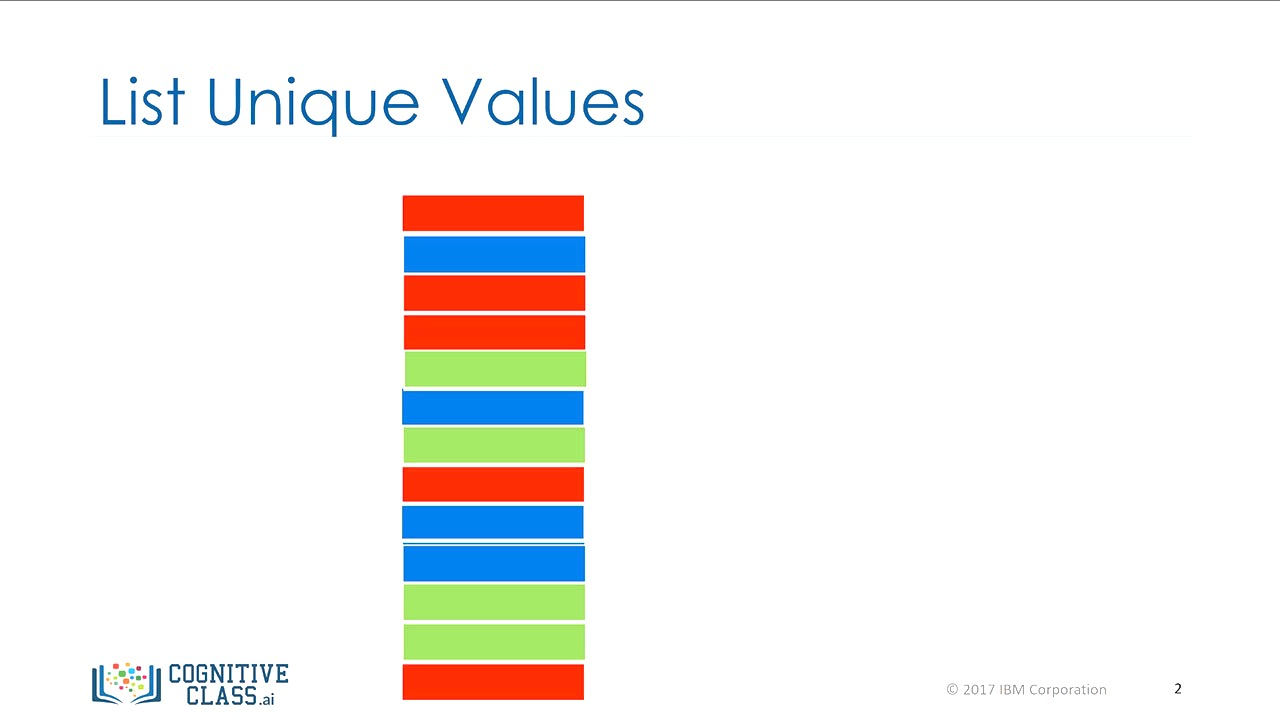 List Unique Values
COGNITIVE
CLASS.ai
© 2017 IBM Corporation
2